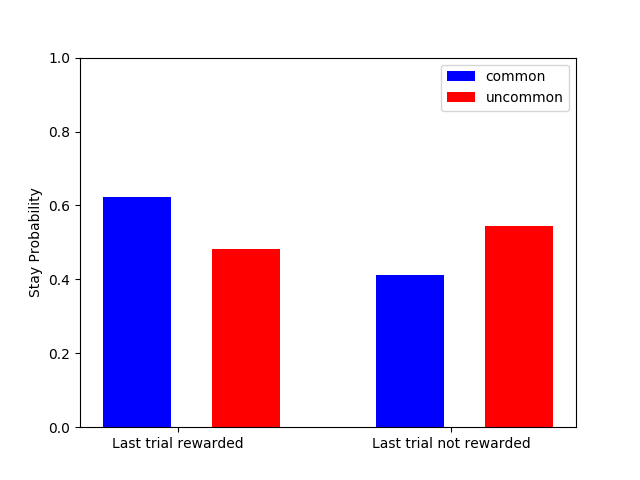 1.0
0.8
0.6
0.4
0.2
0.0
Stay Probability
common
uncommon
Last trial rewarded
Last trial not rewarded